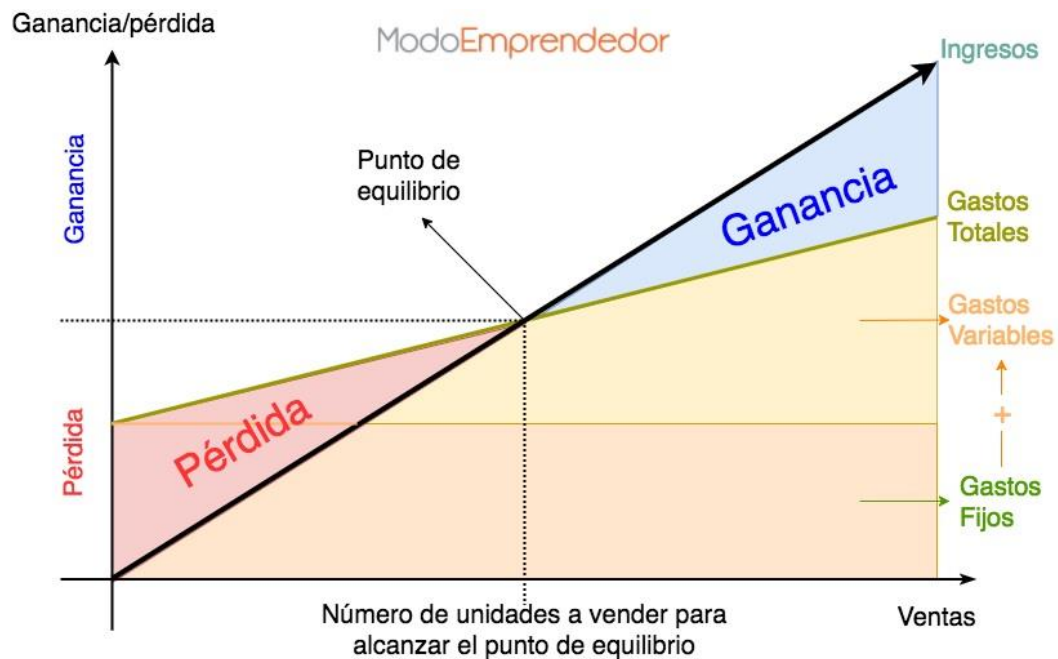 Ganancia/pérdida
ModoEmprendedor
Ingresos
Ganancia
Punto de
equilibrio
Ganancia
Gastos
Totales
Gastos
Variables
+
Pérdida
Pérdida
Gastos
Fijos
Número de unidades a vender para
alcanzar el punto de equilibrio
Ventas